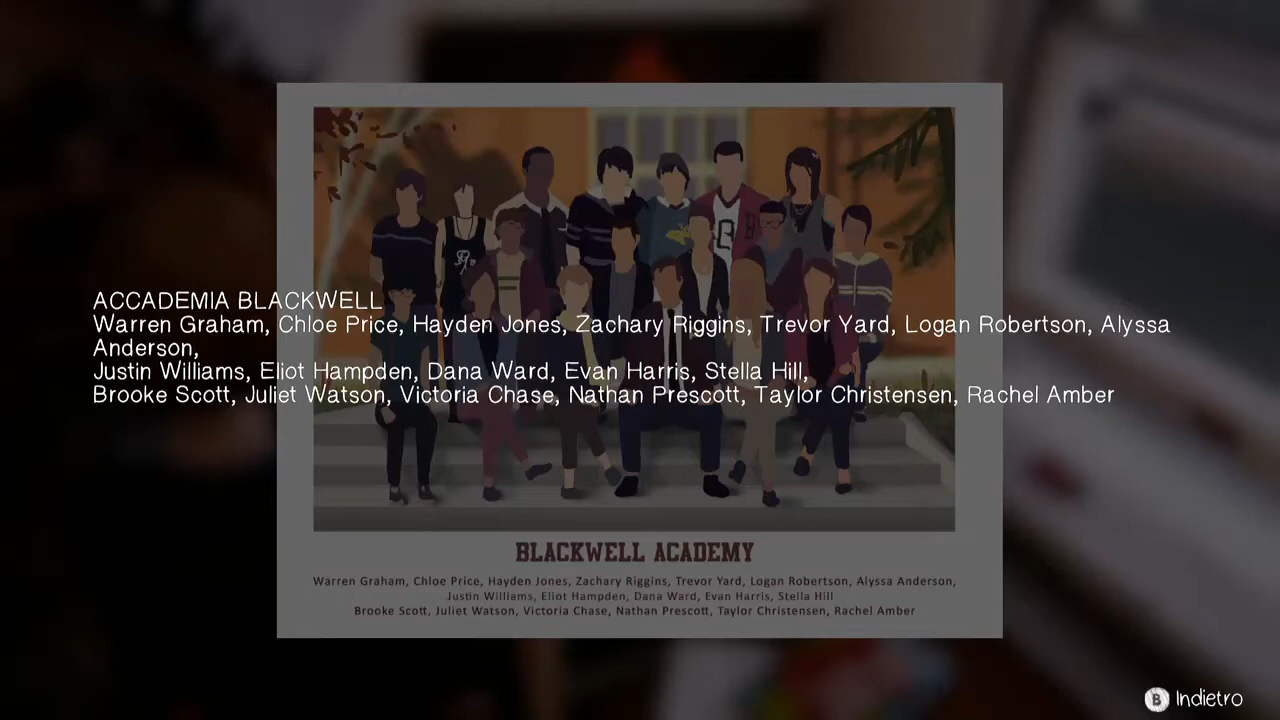 ACCADEMIA BLACKWELL
Warren Graham, Chloe Price, Hayden Jones, Zachary Riggins, Trevor Yard, Logan Robertson, Alyssa
Anderson,
Justin Williams, Eliot Hampden, Dana Ward, Evan Harris, Stella Hill,
Brooke Scott, Juliet Watson, Victoria Chase, Nathan Prescott, Taylor Christensen, Rachel Amber
BLACKWELL ACADEMY
Warren Graham, Chloe Price, Hayden Jones, Zachary Riggins, Trevor Yard, Logan Robertson, Alyssa Anderson,
Justin Williams, Eliot Hampden, Dana Ward, Evan Harris, Stella Hill
Brooke Scott, Juliet Watson, Victoria Chase, Nathan Prescott, Taylor Christensen, Rachel Amber
B Indietro